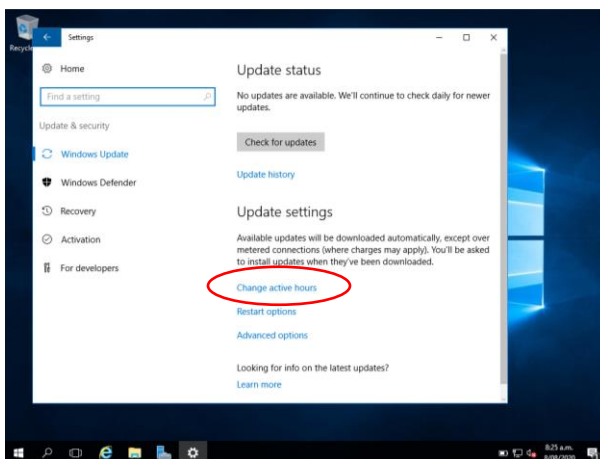 Recycle
Settings
Home
Find a setting
Update & security
Windows Update
Windows Defender
Recovery
Activation
For developers
Update status
No updates are available. We'll continue to check daily for newer
updates.
Check for updates
Update history
Update settings
Available updates will be downloaded automatically, except over
metered connections (where charges may apply). You'll be asked
to install updates when they've been downloaded.
Change active hours
Restart options
Advanced options
Looking for info on the latest updates?
Learn more
8:25 a.m.
8/08/2020